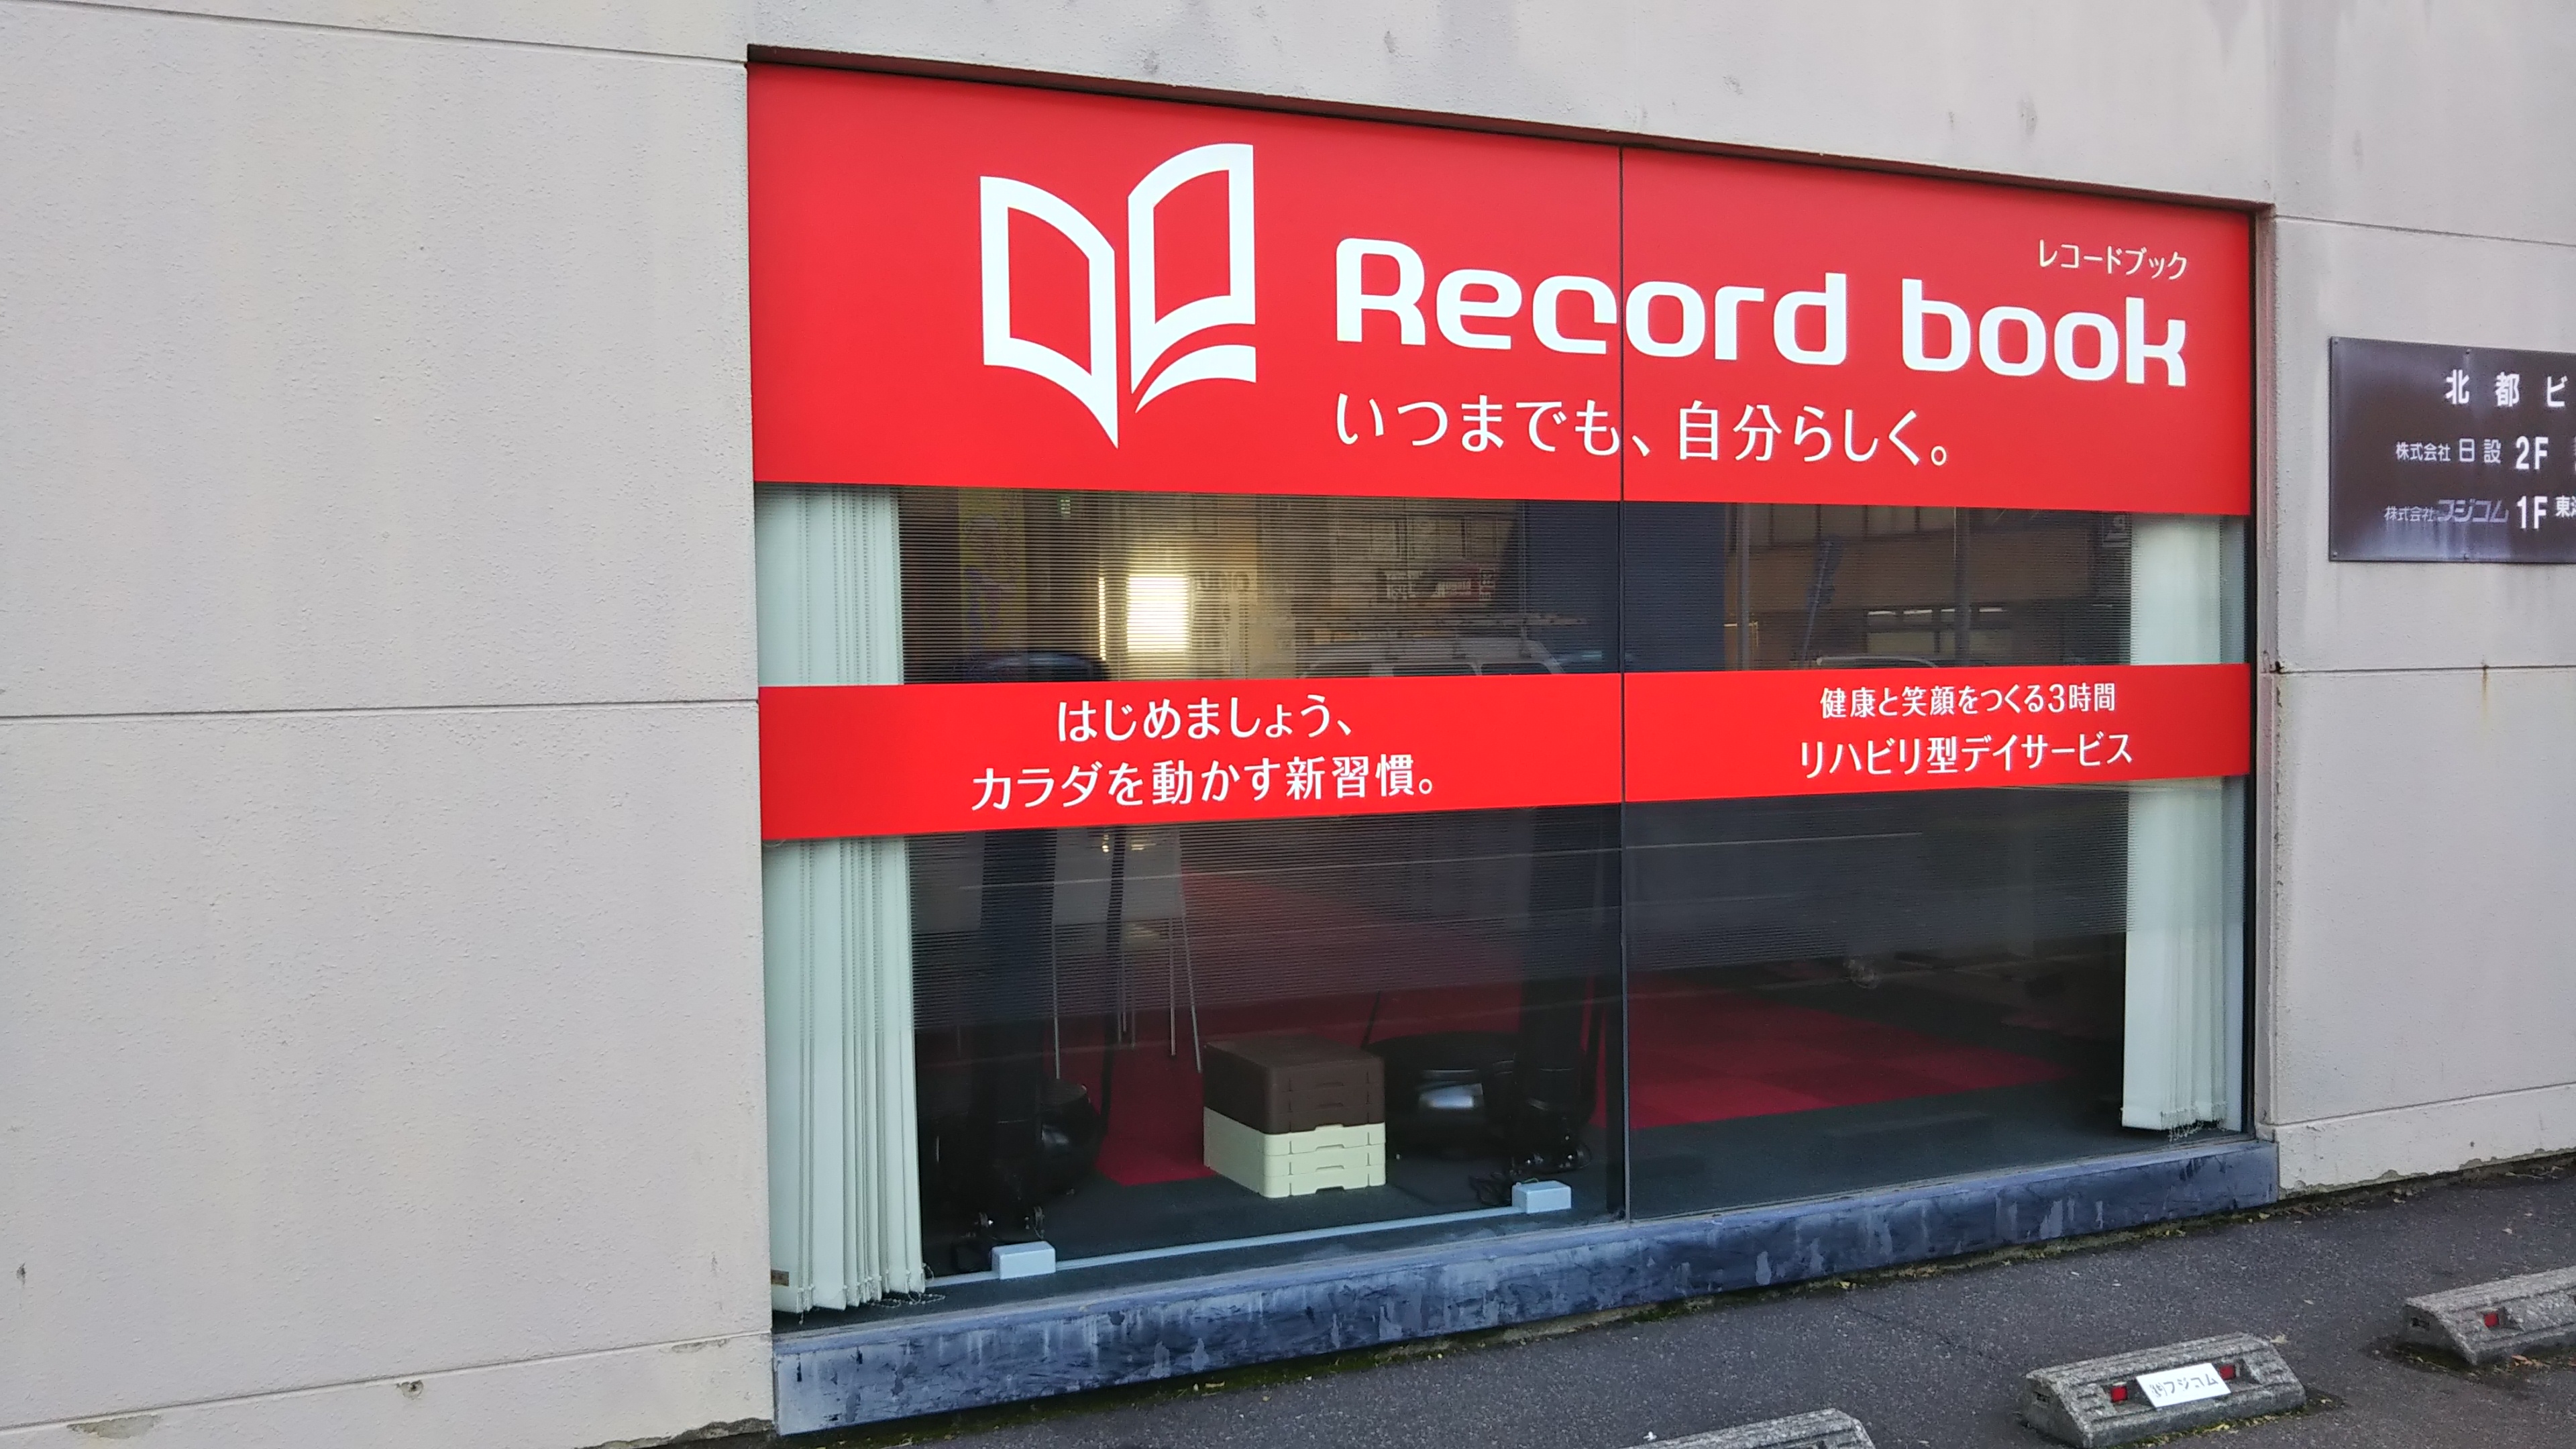 レコードブック
Record book
いつまでも、自分らしく。
はじめましょう、
カラダを動かす新習慣。
健康と笑顔をつくる3時間
リハビリ型デイサービス
北都ビ
株式会社 日設 2F
株式会社フジコム 1F 東
㈱フジコム